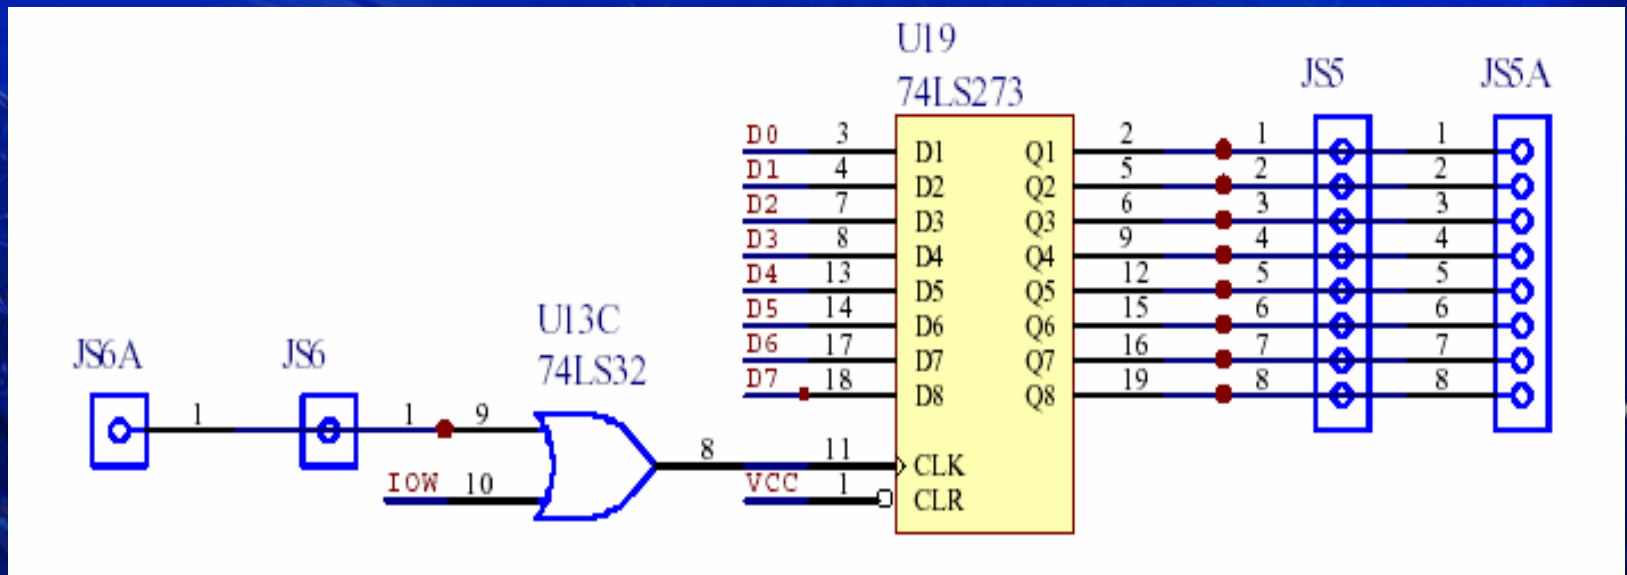 U19
74LS273
JS5
JS5A
D0 3 D1 Q1 2 1 1
D1 4 D2 Q2 5 2 2
D2 7 D3 Q3 6 3 3
D3 8 D4 Q4 9 4 4
D4 13 D5 Q5 12 5 5
D5 14 D6 Q6 15 6 6
D6 17 D7 Q7 16 7 7
D7 18 D8 Q8 19 8 8
U13C
74LS32
JS6A
JS6
1 1 9
IOW 10
8 11 CLK
VCC 1 CLR